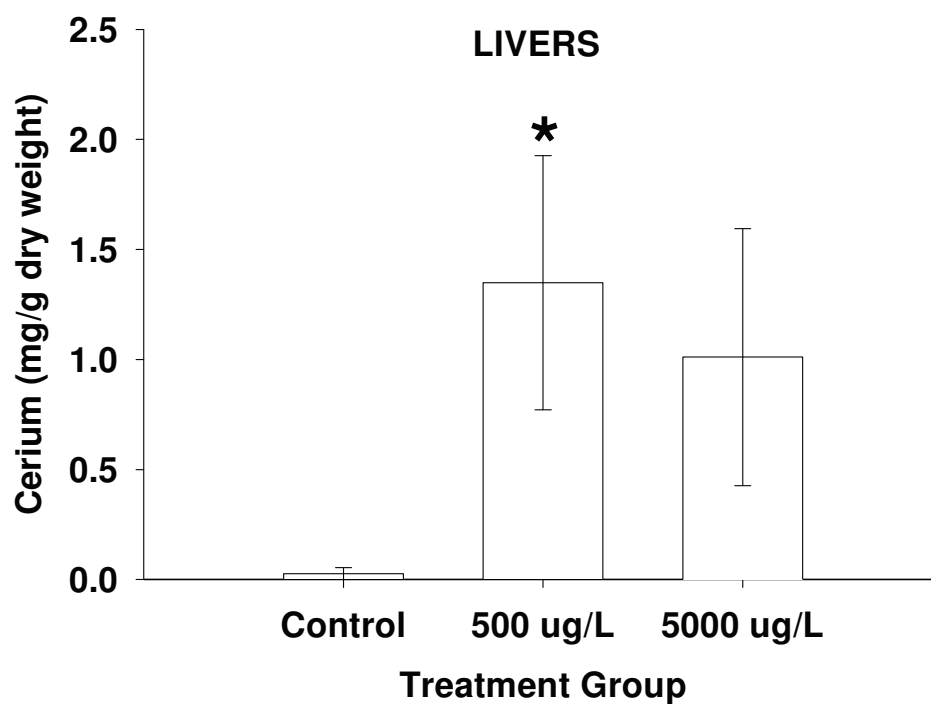 LIVERS
*
Cerium (mg/g dry weight)
2.5
2.0
1.5
1.0
0.5
0.0
Control 500 ug/L 5000 ug/L
Treatment Group